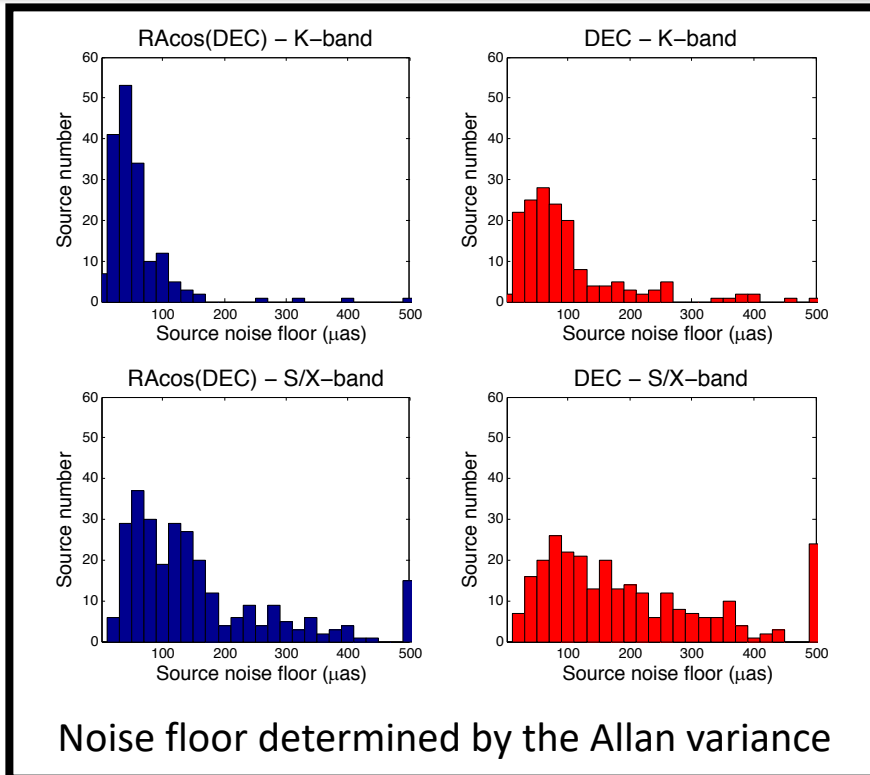 RAcos(DEC) − K−band
DEC − K−band
60
50
40
30
20
10
0
Source number
100 200 300 400 500
Source noise floor (μas)
60
50
40
30
20
10
0
Source number
100 200 300 400 500
Source noise floor (μas)
RAcos(DEC) − S/X−band
DEC − S/X−band
60
50
40
30
20
10
0
Source number
100 200 300 400 500
Source noise floor (μas)
60
50
40
30
20
10
0
Source number
100 200 300 400 500
Source noise floor (μas)
Noise floor determined by the Allan variance